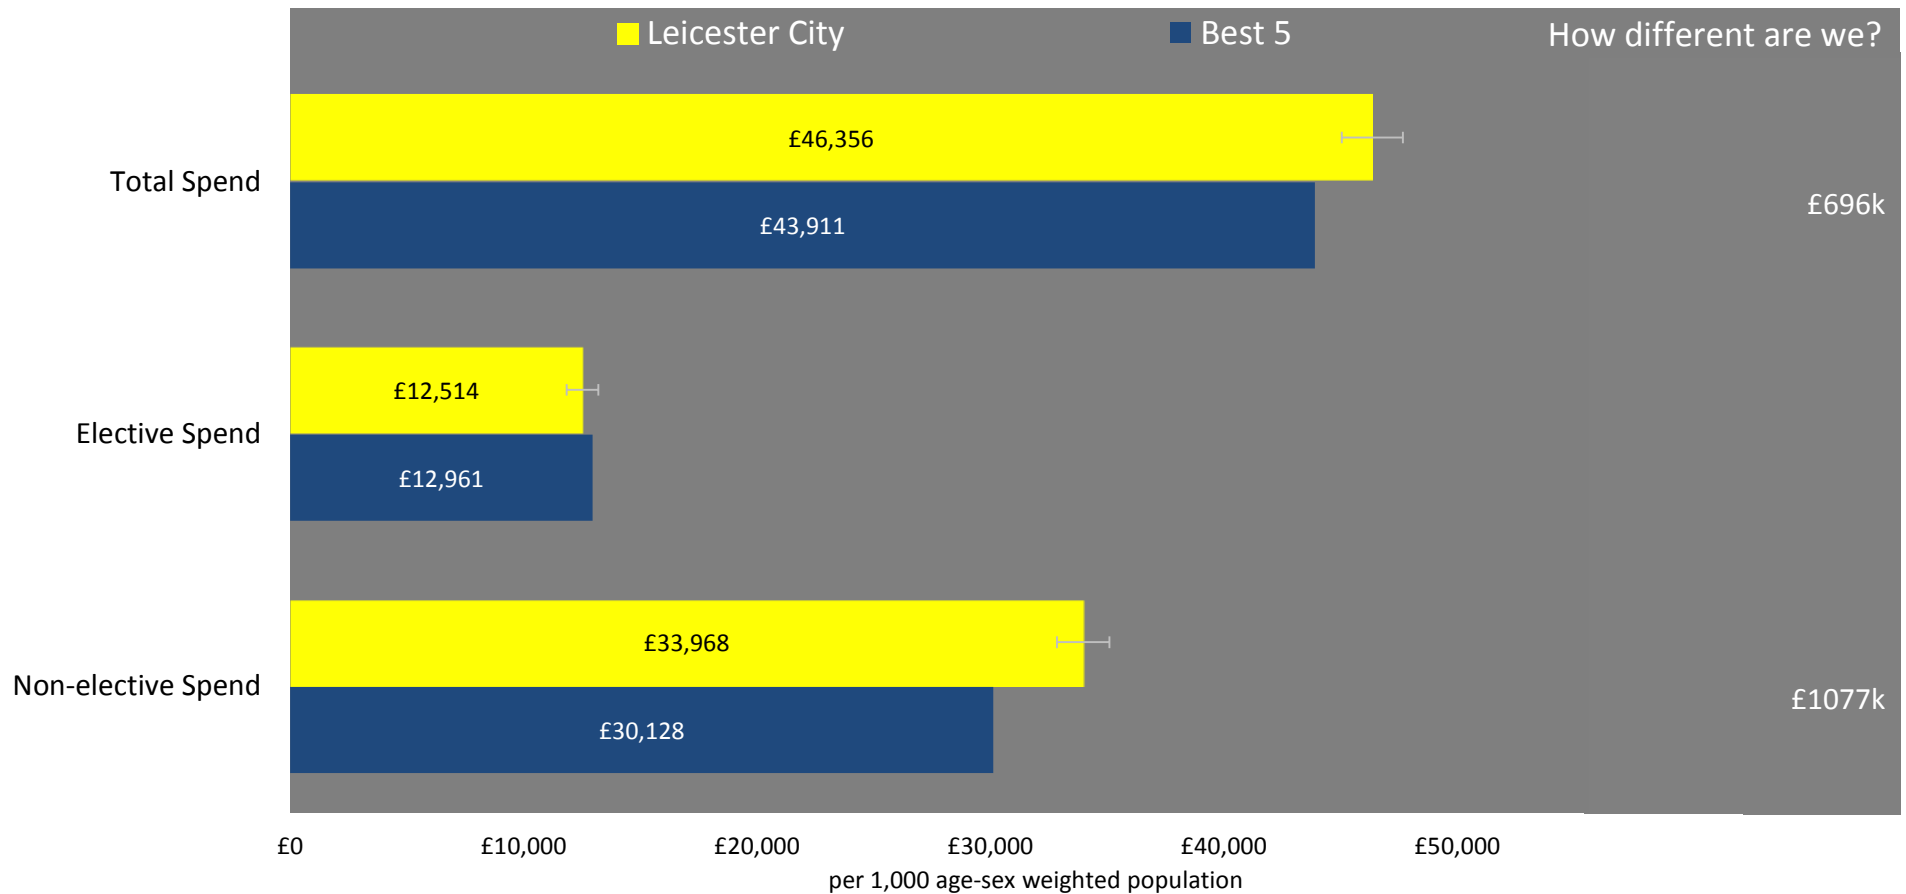 Leicester City
Best 5
How different are we?
Total Spend
£46,356
£43,911
£696k
Elective Spend
£12,514
£12,961
Non-elective Spend
£33,968
£30,128
£1077k
£0 £10,000 £20,000 £30,000 £40,000 £50,000
per 1,000 age-sex weighted population